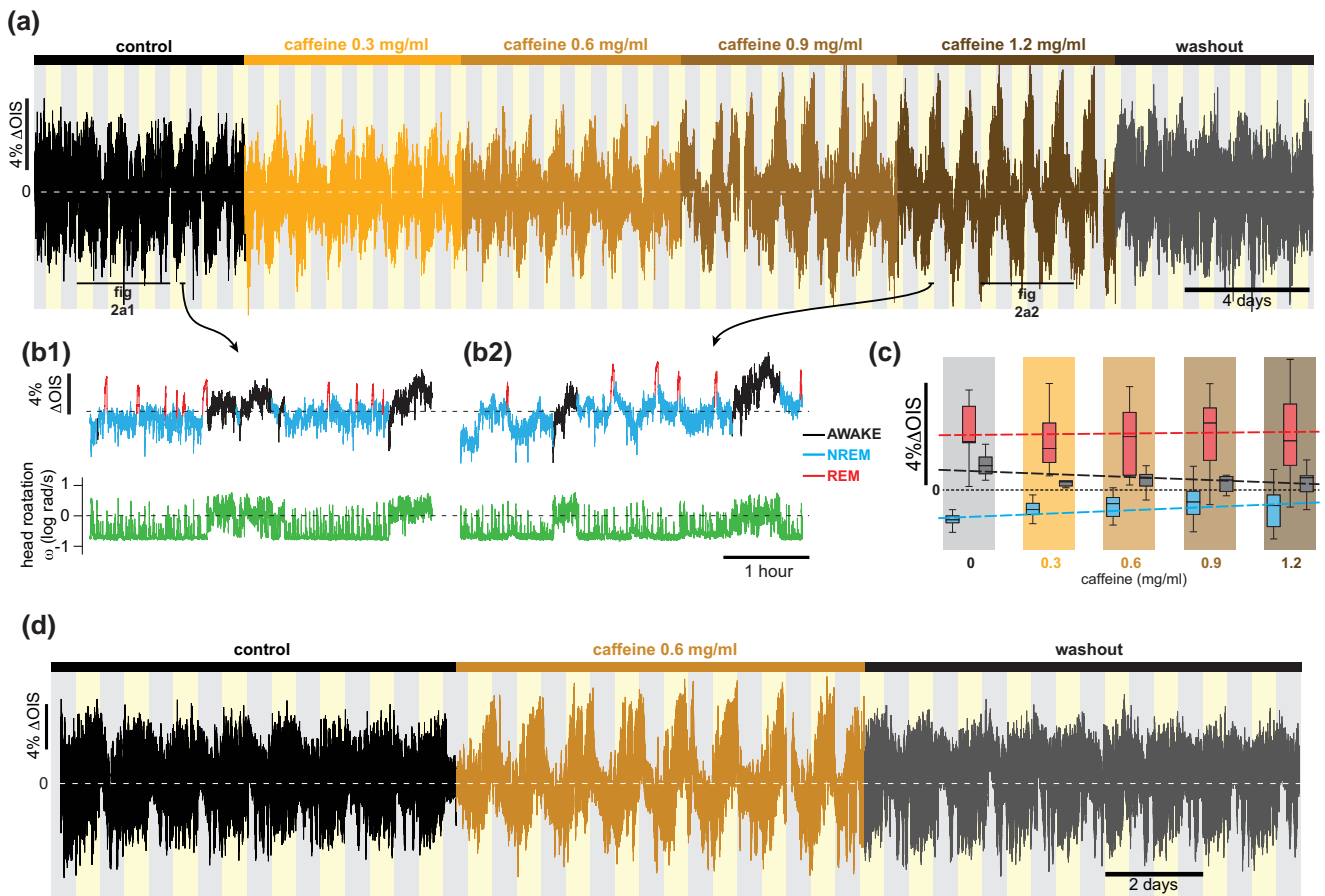 (a)
control
caffeine 0.3 mg/ml
caffeine 0.6 mg/ml
caffeine 0.9 mg/ml
caffeine 1.2 mg/ml
washout
4% ΔOIS
0
fig
2a1
fig
2a2
4 days
(b1)
4%
ΔOIS
head roatation
ω (log rad/s)
1
0
-1
(b2)
AWAKE
NREM
REM
1 hour
(c)
4%ΔOIS
0
0
0.3
0.6
0.9
1.2
caffeine (mg/ml)
(d)
control
caffeine 0.6 mg/ml
washout
4% ΔOIS
0
2 days